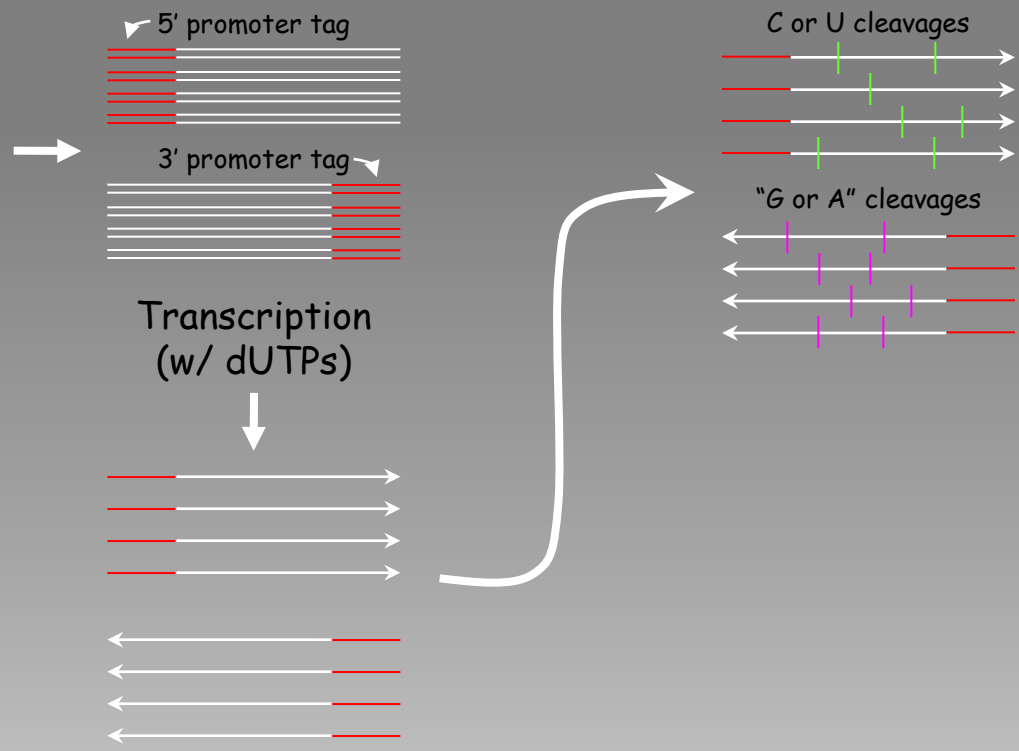 5’ promoter tag
3’ promoter tag
Transcription
(w/ dUTPs)
C or U cleavages
“G or A” cleavages